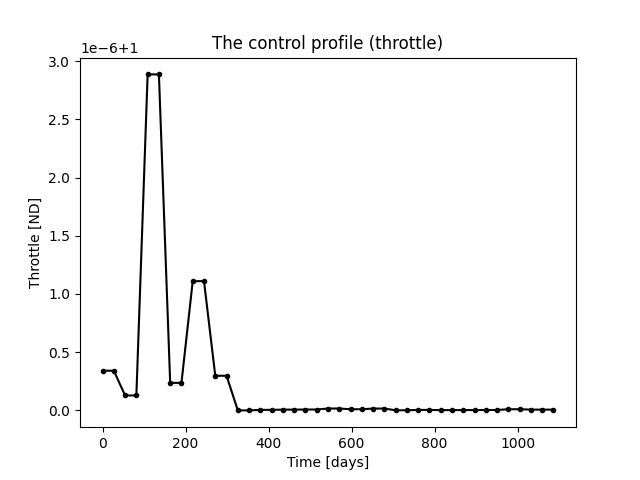 The control profile (throttle)
1e−6+1
3.0
2.5
2.0
1.5
1.0
0.5
0.0
Throttle [ND]
0 200 400 600 800 1000
Time [days]